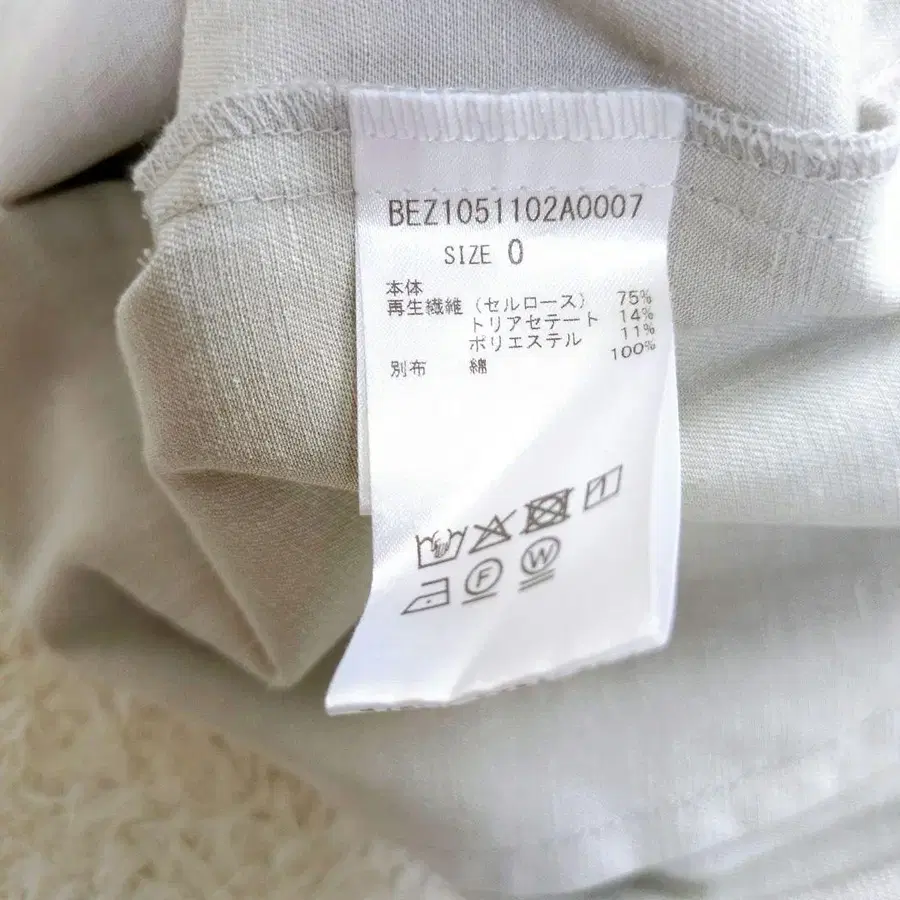 BEZ1051102A0007
SIZE 0
本体
再生繊維 (セルロース) 75%
トリアセテート 14%
ポリエステル 11%
別布 綿 100%
F W